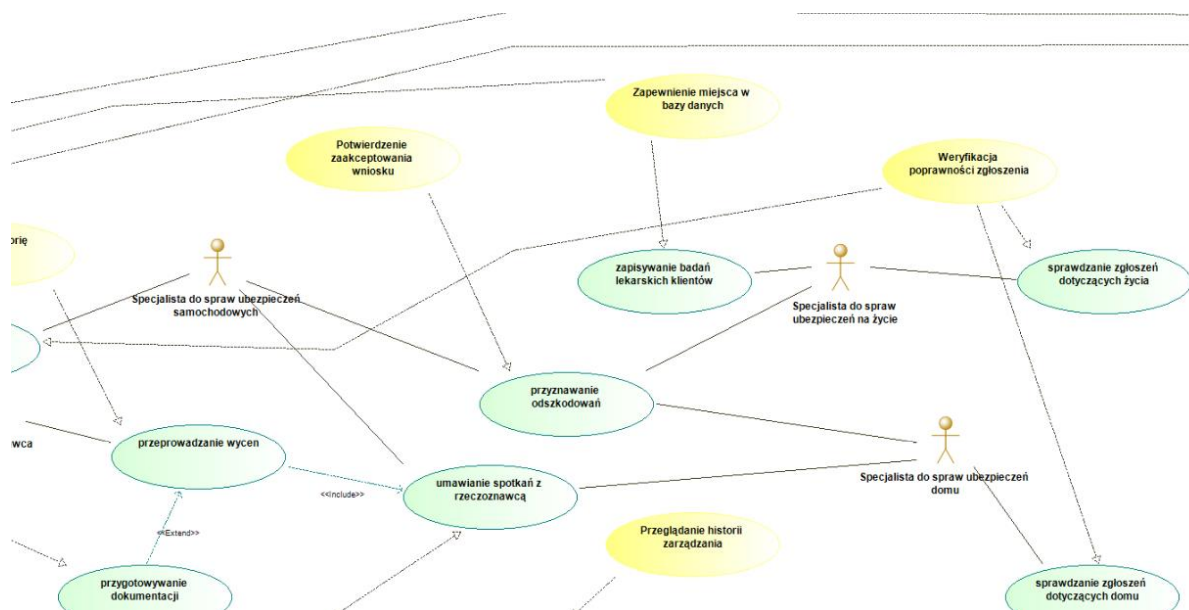 Zapewnienie miejsca w
bazy danych
Potwierdzenie
zaakceptowania
wniosku
Weryfikacja
poprawności zgłoszenia
orię
Specjalista do spraw ubezpieczeń
samochodowych
zapisywanie badań
lekarskich klientów
Specjalista do spraw
ubezpieczeń na życie
sprawdzanie zgłoszeń
dotyczących życia
przyznawanie
odszkodowań
wca
przeprowadzanie wycen
<<include>>
umawianie spotkań z
rzeczoznawcą
Specjalista do spraw ubezpieczeń
domu
<<Extend>>
Przeglądanie historii
zarządzania
przygotowywanie
dokumentacji
sprawdzanie zgłoszeń
dotyczących domu